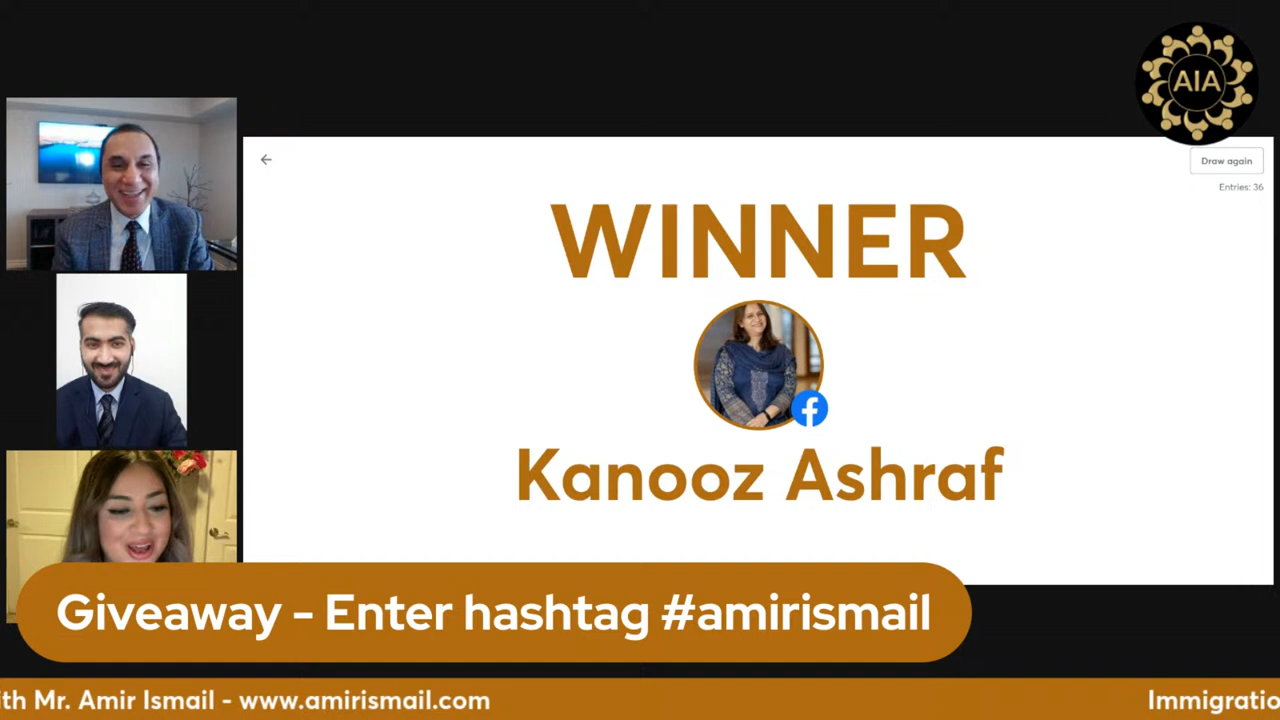 AIA
Draw again
Entries: 36
WINNER
Kanooz Ashraf
Giveaway - Enter hashtag #amirismail
ith Mr. Amir Ismail - www.amirismail.com
Immigratio